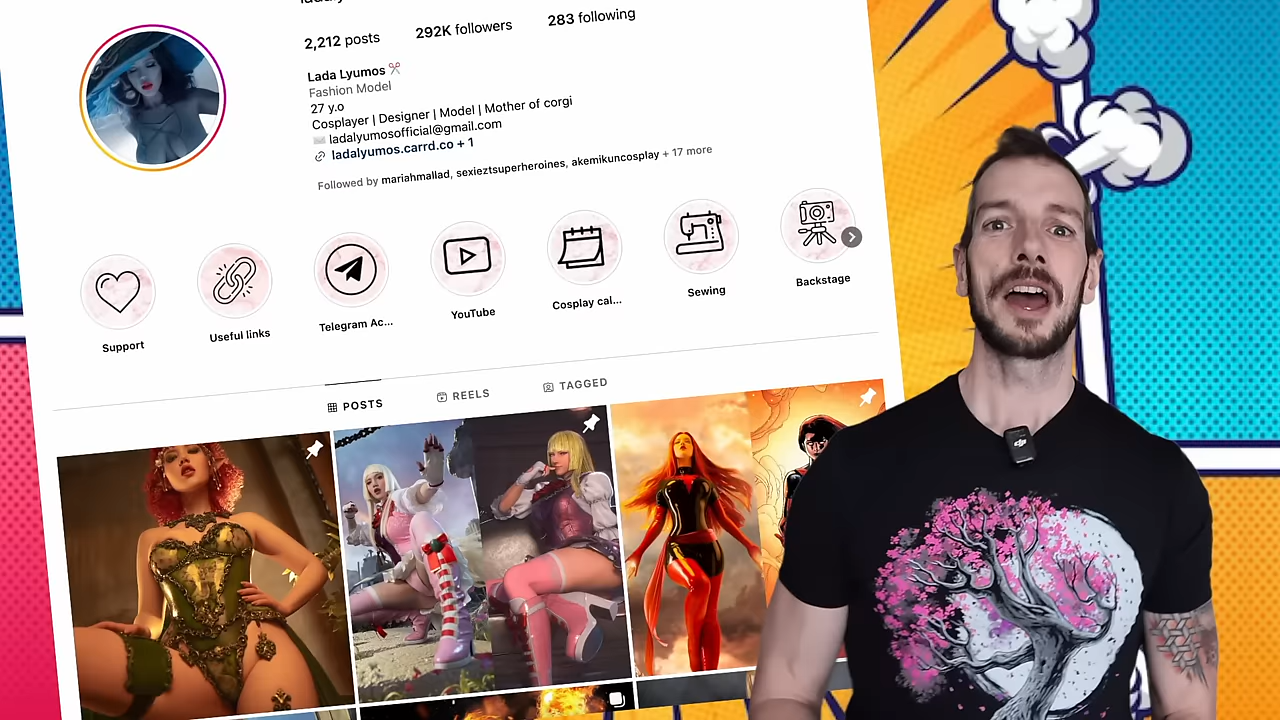 2,212 posts 292K followers 283 following
Lada Lyumos
Fashion Model
27 y.o
Cosplayer | Designer | Model | Mother of corgi
ladalyumosofficial@gmail.com
ladalyumos.carrd.co + 1
Followed by mariahmallad, sexieztsuperheroines, akemikuncosplay + 17 more
Support
Useful links
Telegram Ac...
YouTube
Cosplay cal...
Sewing
Backstage
POSTS
REELS
TAGGED
dji